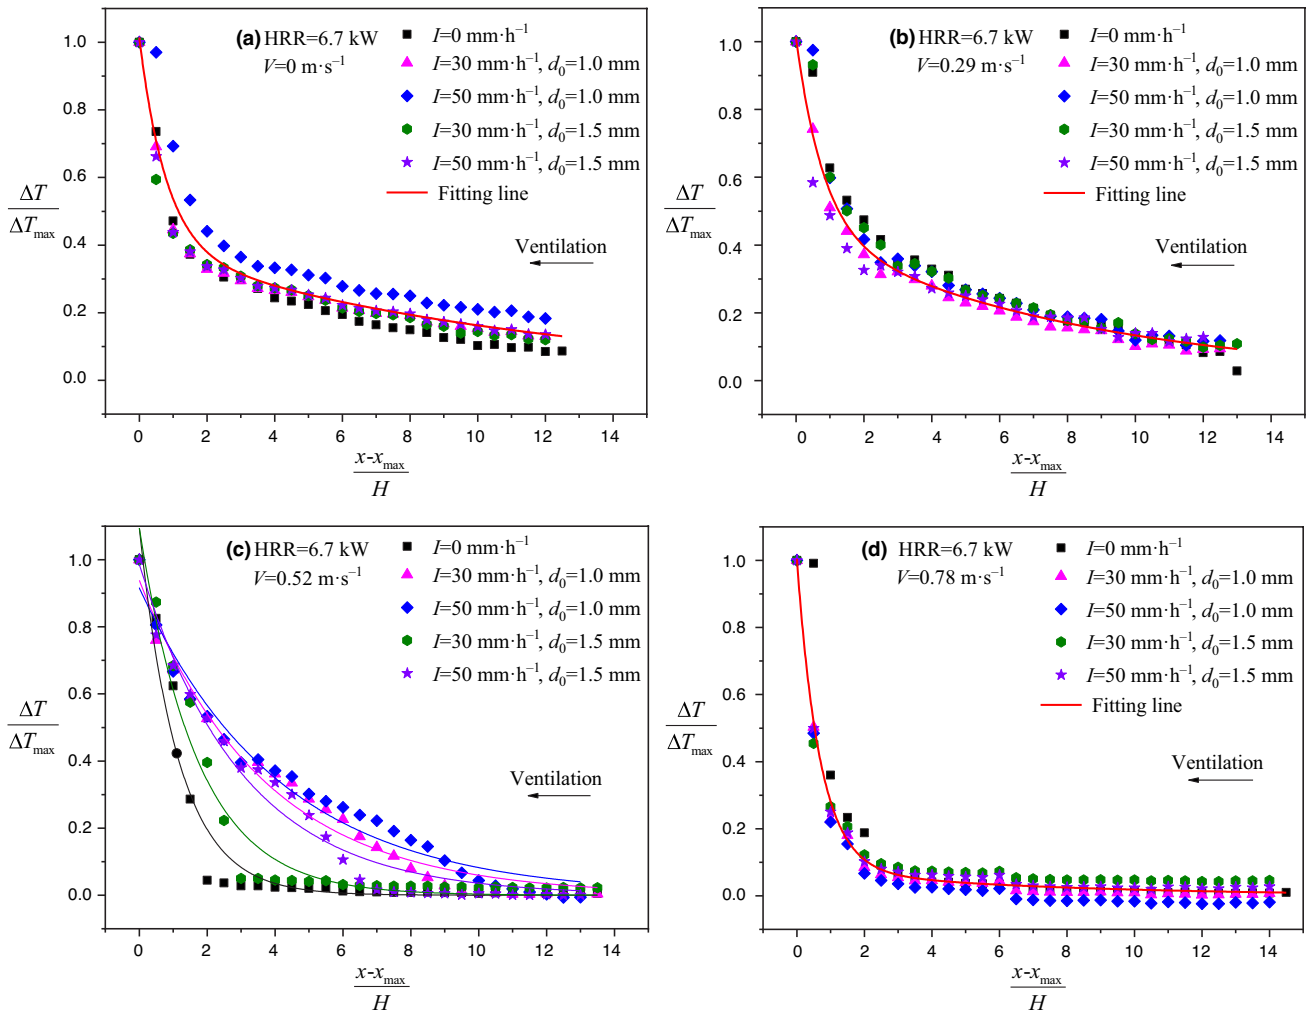 (a) HRR=6.7 kW
V=0 m·s⁻¹
I=0 mm·h⁻¹
I=30 mm·h⁻¹, d₀=1.0 mm
I=50 mm·h⁻¹, d₀=1.0 mm
I=30 mm·h⁻¹, d₀=1.5 mm
I=50 mm·h⁻¹, d₀=1.5 mm
Fitting line
Ventilation
1.0
0.8
0.6
0.4
0.2
0.0
ΔT
ΔTmax
0 2 4 6 8 10 12 14
x-xmax
H
(b) HRR=6.7 kW
V=0.29 m·s⁻¹
I=0 mm·h⁻¹
I=30 mm·h⁻¹, d₀=1.0 mm
I=50 mm·h⁻¹, d₀=1.0 mm
I=30 mm·h⁻¹, d₀=1.5 mm
I=50 mm·h⁻¹, d₀=1.5 mm
Fitting line
Ventilation
1.0
0.8
0.6
0.4
0.2
0.0
ΔT
ΔTmax
0 2 4 6 8 10 12 14
x-xmax
H
(c) HRR=6.7 kW
V=0.52 m·s⁻¹
I=0 mm·h⁻¹
I=30 mm·h⁻¹, d₀=1.0 mm
I=50 mm·h⁻¹, d₀=1.0 mm
I=30 mm·h⁻¹, d₀=1.5 mm
I=50 mm·h⁻¹, d₀=1.5 mm
Ventilation
1.0
0.8
0.6
0.4
0.2
0.0
ΔT
ΔTmax
0 2 4 6 8 10 12 14
x-xmax
H
(d) HRR=6.7 kW
V=0.78 m·s⁻¹
I=0 mm·h⁻¹
I=30 mm·h⁻¹, d₀=1.0 mm
I=50 mm·h⁻¹, d₀=1.0 mm
I=30 mm·h⁻¹, d₀=1.5 mm
I=50 mm·h⁻¹, d₀=1.5 mm
Fitting line
Ventilation
1.0
0.8
0.6
0.4
0.2
0.0
ΔT
ΔTmax
0 2 4 6 8 10 12 14
x-xmax
H